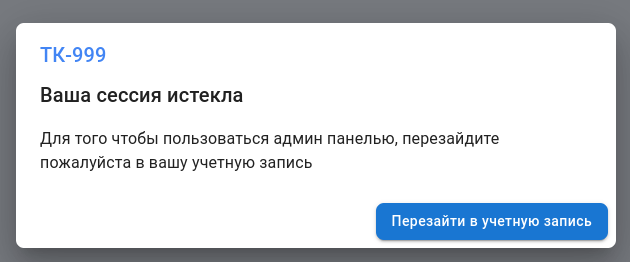 ТК-999
Ваша сессия истекла
Для того чтобы пользоваться админ панелью, перезайдите
пожалуйста в вашу учетную запись
Перезайти в учетную запись